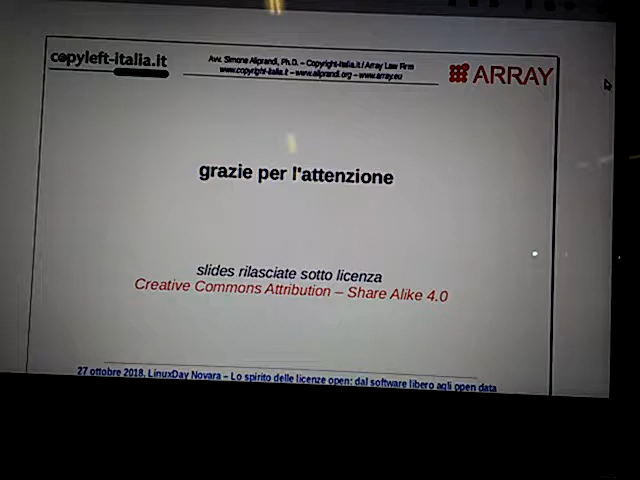 copyleft-italia.it
Avv. Simone Aliprandi, Ph.D. – Copyright-Italia.it / Array Law Firm
www.copyright-italia.it – www.aliprandi.org – www.array.eu
ARRAY
grazie per l'attenzione
slides rilasciate sotto licenza
Creative Commons Attribution – Share Alike 4.0
27 ottobre 2018, LinuxDay Novara – Lo spirito delle licenze open: dal software libero agli open data